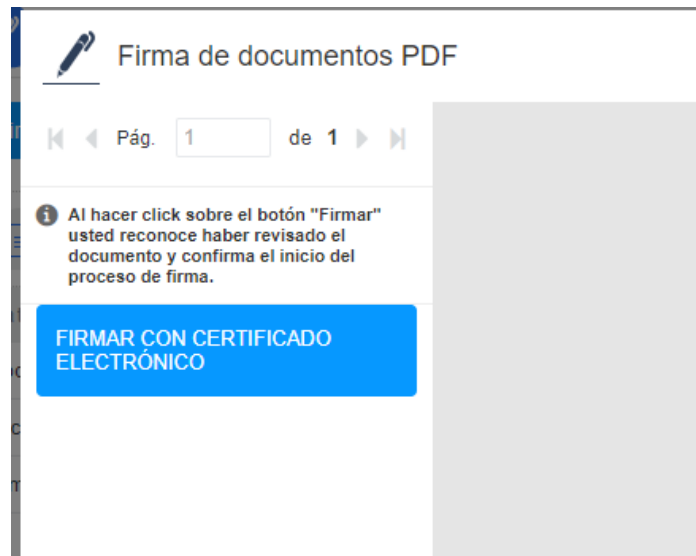 Firma de documentos PDF
Pág. 1 de 1
Al hacer click sobre el botón "Firmar"
usted reconoce haber revisado el
documento y confirma el inicio del
proceso de firma.
FIRMAR CON CERTIFICADO
ELECTRÓNICO